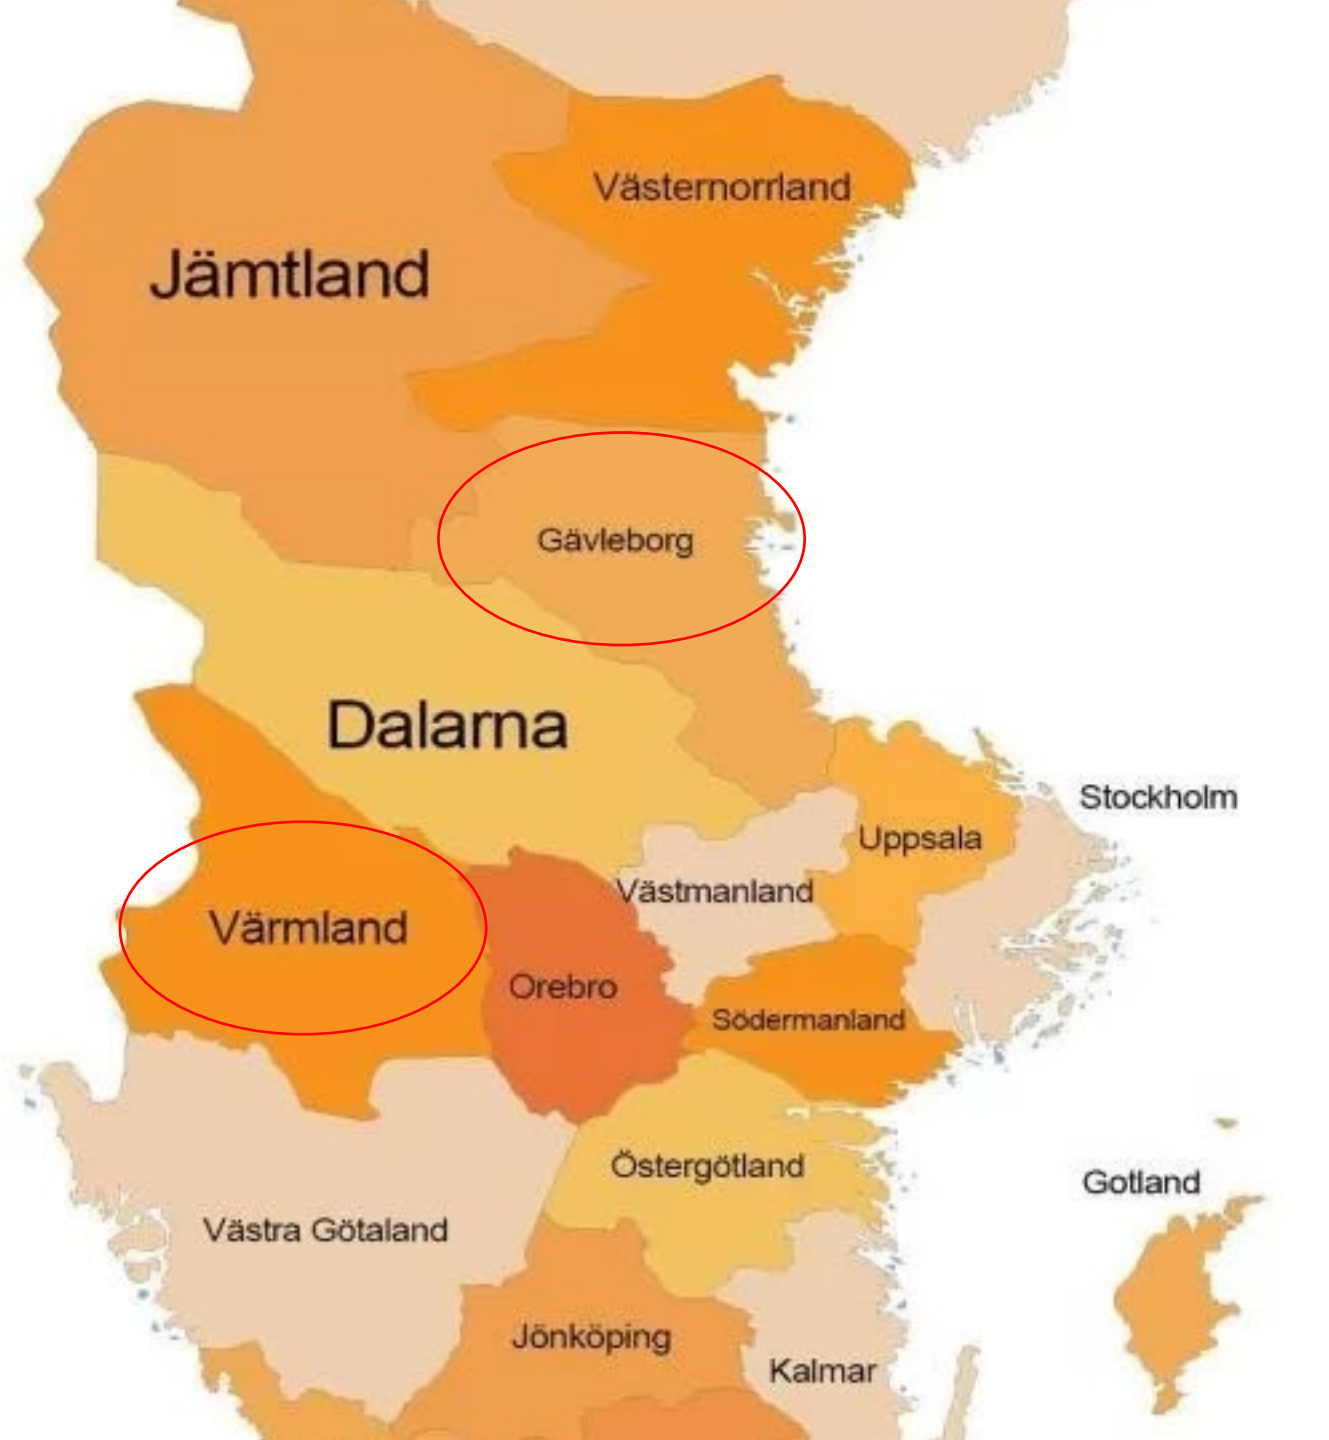 Västernorrland
Jämtland
Gävleborg
Dalarna
Stockholm
Uppsala
Västmanland
Värmland
Orebro
Södermanland
Östergötland
Gotland
Västra Götaland
Jönköping
Kalmar